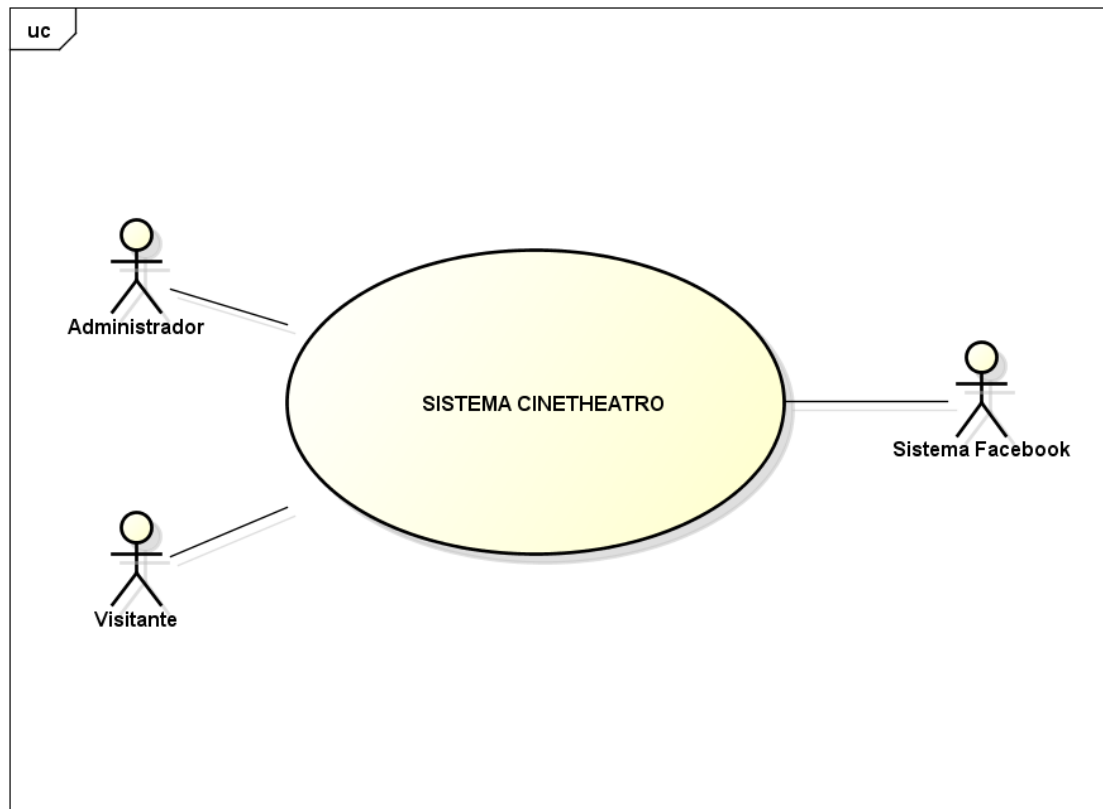 uc
Administrador
SISTEMA CINETHEATRO
Sistema Facebook
Visitante